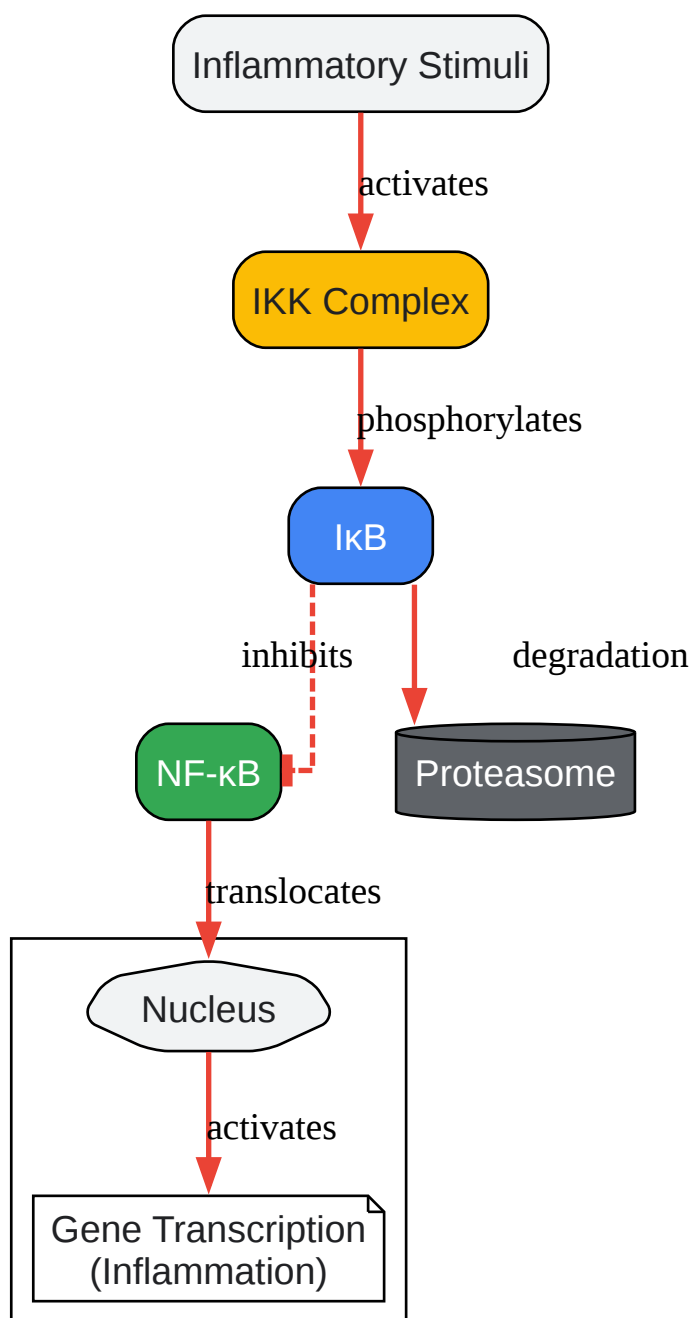 Inflammatory Stimuli
activates
IKK Complex
phosphorylates
IκB
inhibits
degradation
NF-κB
Proteasome
translocates
Nucleus
activates
Gene Transcription
(Inflammation)